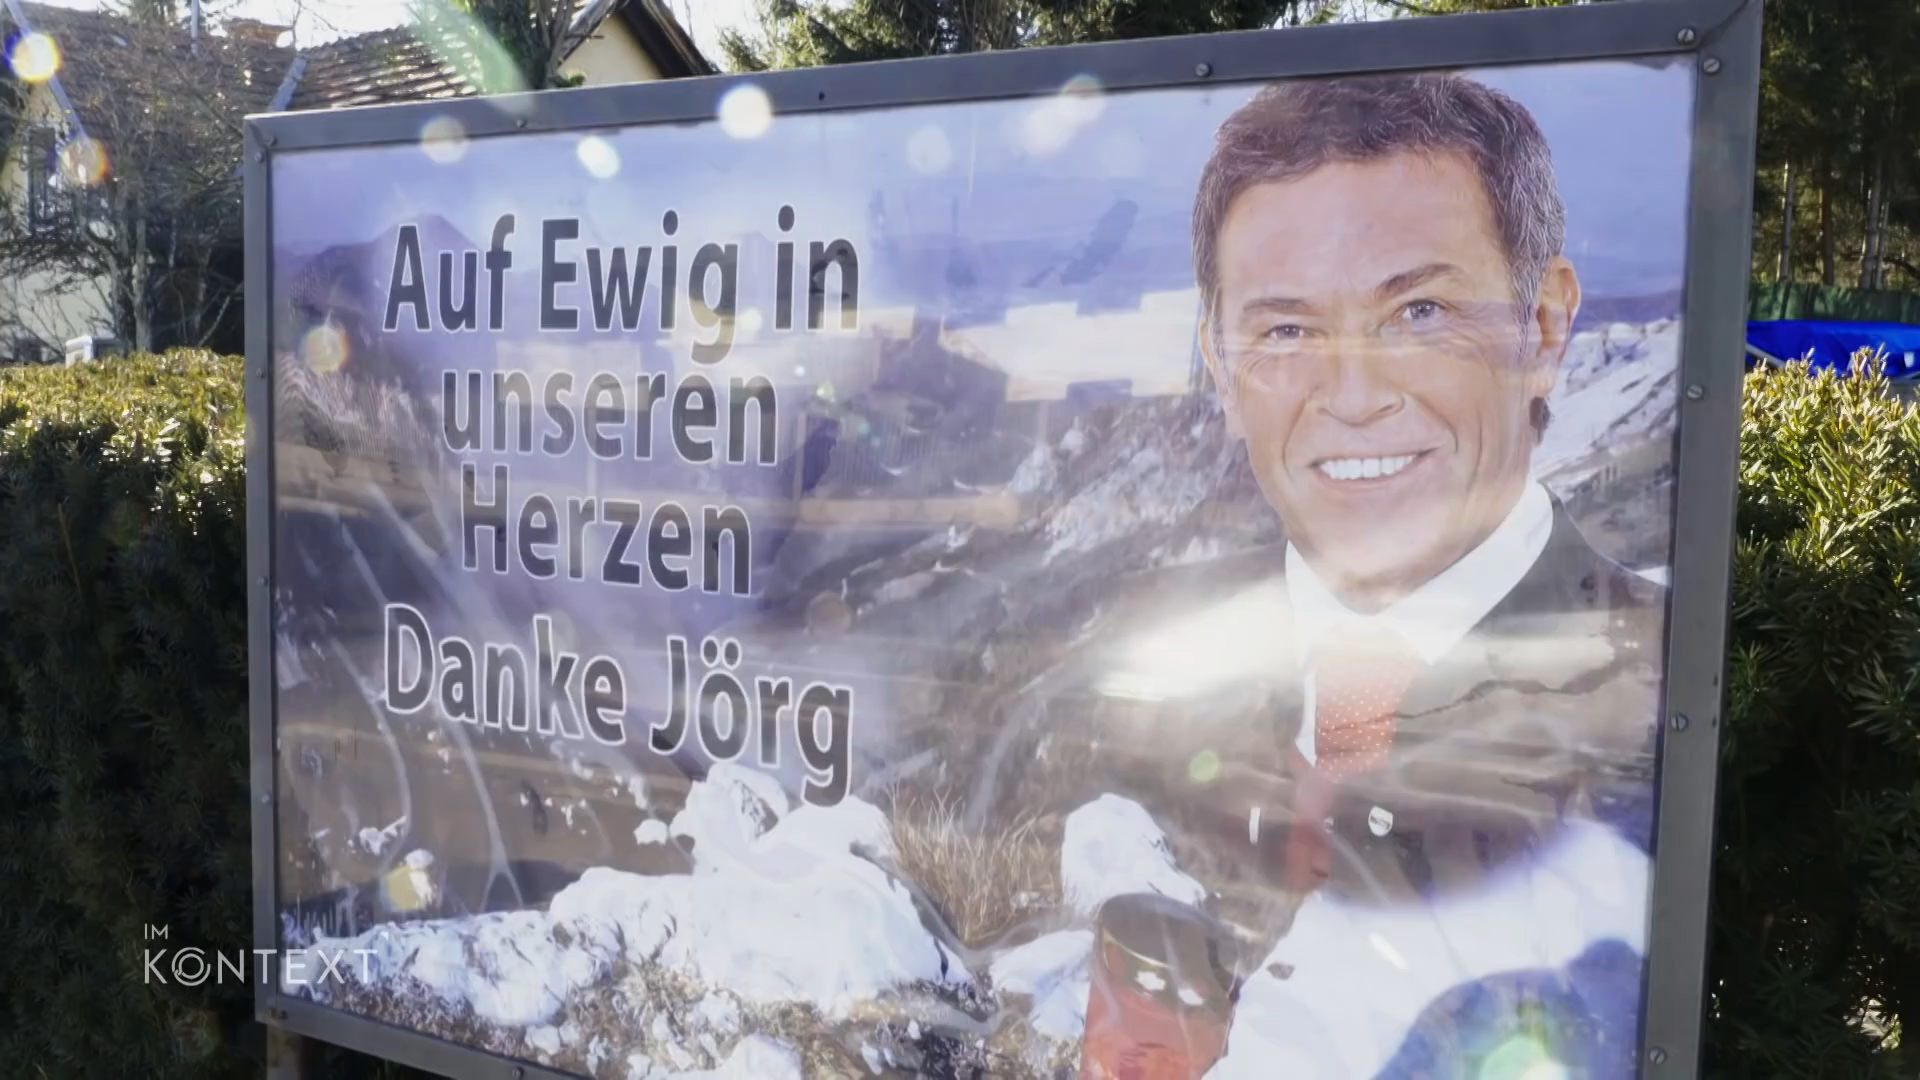 Auf Ewig in
unseren
Herzen
Danke Jörg
IM
KONTEXT